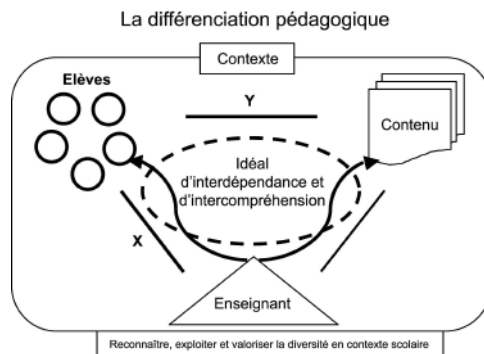 La différenciation pédagogique
Contexte
Elèves
Y
Contenu
Idéal
d'interdépendance et
d'intercompréhension
X
Enseignant
Reconnaître, exploiter et valoriser la diversité en contexte scolaire